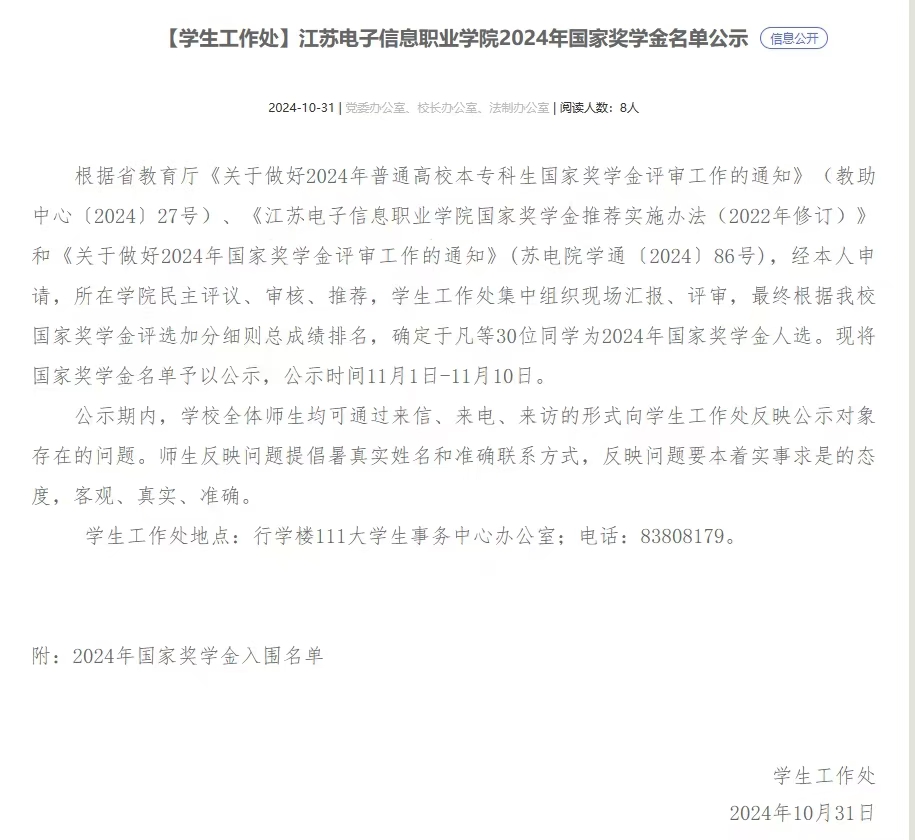 【学生工作处】江苏电子信息职业学院2024年国家奖学金名单公示 信息公开
2024-10-31 | 党委办公室、校长办公室、法制办公室 | 阅读人数：8人
根据省教育厅《关于做好2024年普通高校本专科生国家奖学金评审工作的通知》（教助
中心〔2024〕27号）、《江苏电子信息职业学院国家奖学金推荐实施办法（2022年修订）》
和《关于做好2024年国家奖学金评审工作的通知》(苏电院学通〔2024〕86号)，经本人申
请，所在学院民主评议、审核、推荐，学生工作处集中组织现场汇报、评审，最终根据我校
国家奖学金评选加分细则总成绩排名，确定于凡等30位同学为2024年国家奖学金人选。现将
国家奖学金名单予以公示，公示时间11月1日-11月10日。
公示期内，学校全体师生均可通过来信、来电、来访的形式向学生工作处反映公示对象
存在的问题。师生反映问题提倡暑真实姓名和准确联系方式，反映问题要本着实事求是的态
度，客观、真实、准确。
学生工作处地点：行学楼111大学生事务中心办公室；电话：83808179。
附：2024年国家奖学金入围名单
学生工作处
2024年10月31日